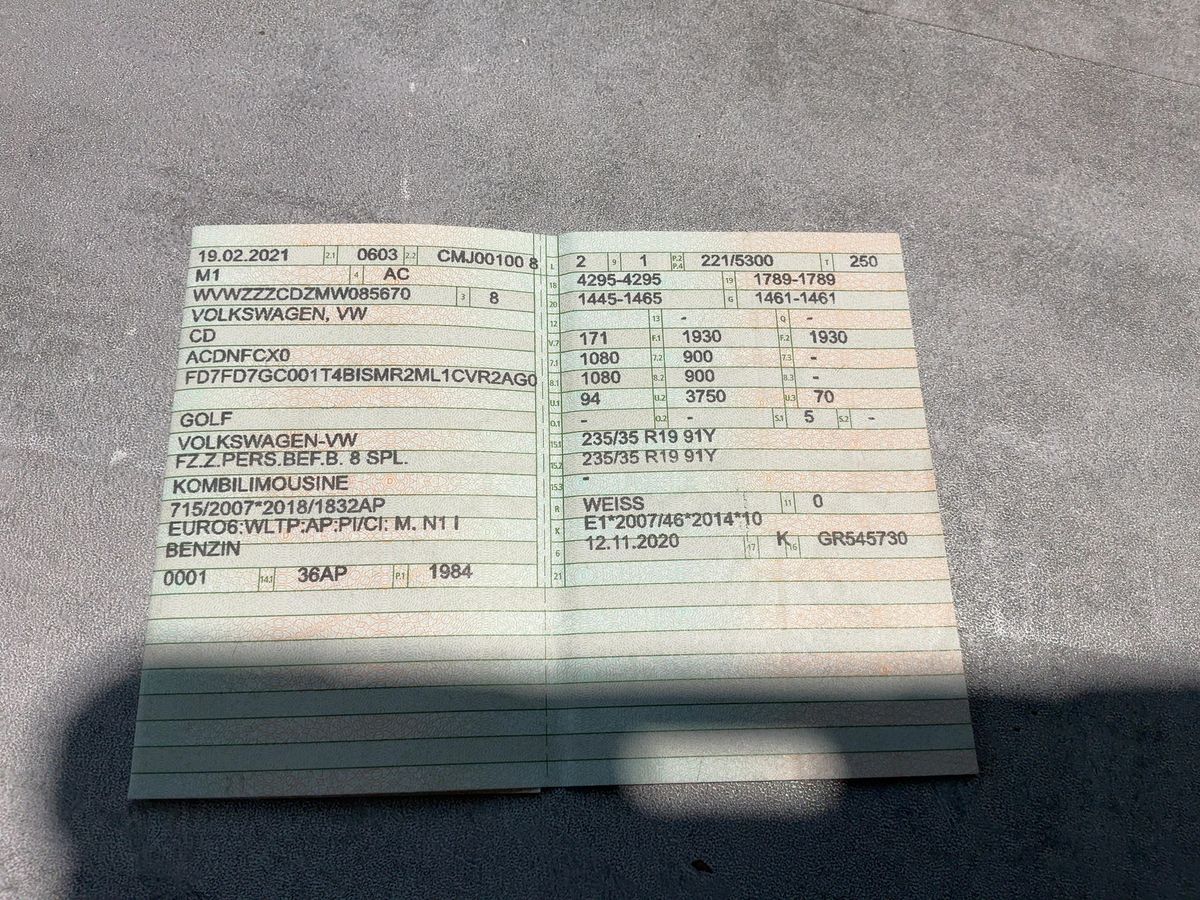 19.02.2021 2.1 0603 2.2 CMJ00100 8
M1 4 AC
WVWZZZCDZMW085670 3 8
VOLKSWAGEN, VW
CD
ACDNFCX0
FD7FD7GC001T4BISMR2ML1CVR2AG0
GOLF
VOLKSWAGEN-VW
FZ.Z.PERS.BEF.B. 8 SPL.
KOMBILIMOUSINE
715/2007*2018/1832AP
EURO6;WLTP;AP;PI/CI; M, N1 I
BENZIN
0001 14.1 36AP P.1 1984
L 2 9 1 P.2 P.4 221/5300 T 250
18 4295-4295 19 1789-1789
20 1445-1465 G 1461-1461
12 - 13 - Q -
V.7 171 F.1 1930 F.2 1930
7.1 1080 7.2 900 7.3 -
8.1 1080 8.2 900 8.3 -
U.1 94 U.2 3750 U.3 70
O.1 - O.2 - S.1 5 S.2 -
15.1 235/35 R19 91Y
15.2 235/35 R19 91Y
15.3 -
R WEISS 11 0
K E1*2007/46*2014*10
6 12.11.2020 17 K 16 GR545730
21